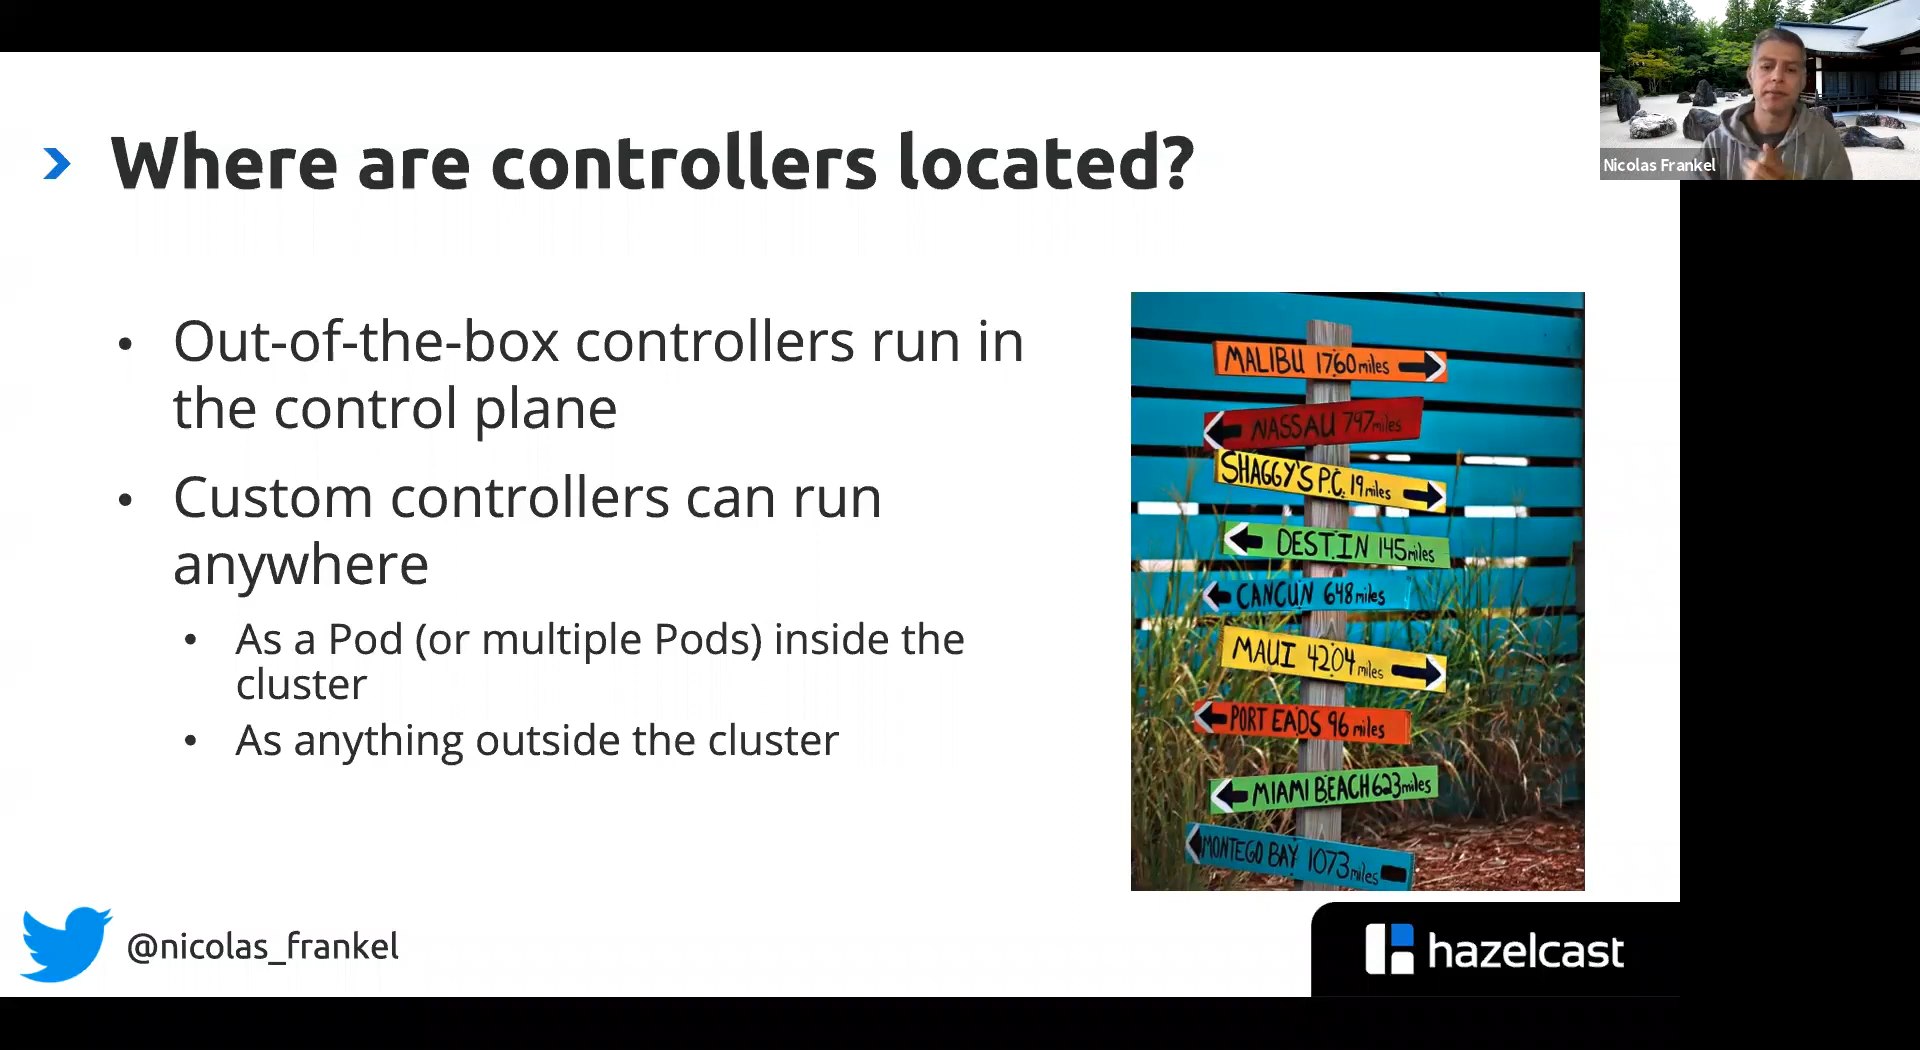 Nicolas Frankel
Where are controllers located?
• Out-of-the-box controllers run in
the control plane
• Custom controllers can run
anywhere
• As a Pod (or multiple Pods) inside the
cluster
• As anything outside the cluster
MALIBU 1760 miles
NASSAU 747 miles
SHAGGY'S P.C. 19 miles
DESTIN 145 miles
CANCUN 648 miles
MAUI 4204 miles
PORT EADS 96 miles
MIAMI BEACH 623 miles
MONTEGO BAY 1073 miles
@nicolas_frankel
hazelcast